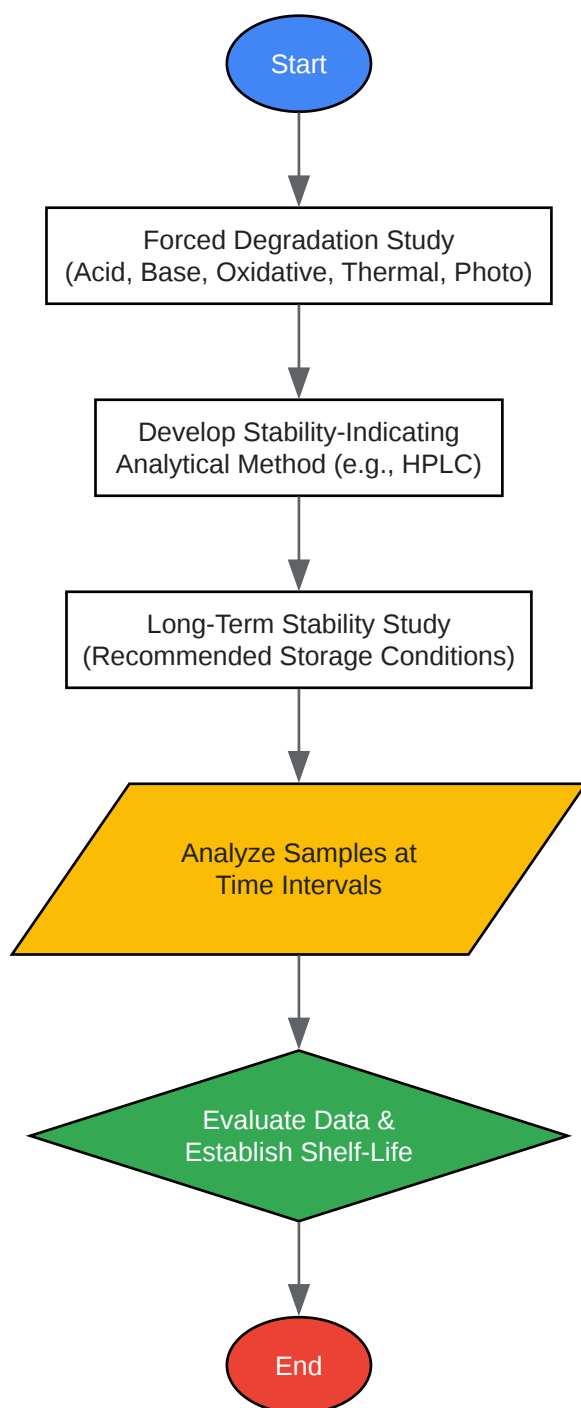 Start
Forced Degradation Study
(Acid, Base, Oxidative, Thermal, Photo)
Develop Stability-Indicating
Analytical Method (e.g., HPLC)
Long-Term Stability Study
(Recommended Storage Conditions)
Analyze Samples at
Time Intervals
Evaluate Data &
Establish Shelf-Life
End